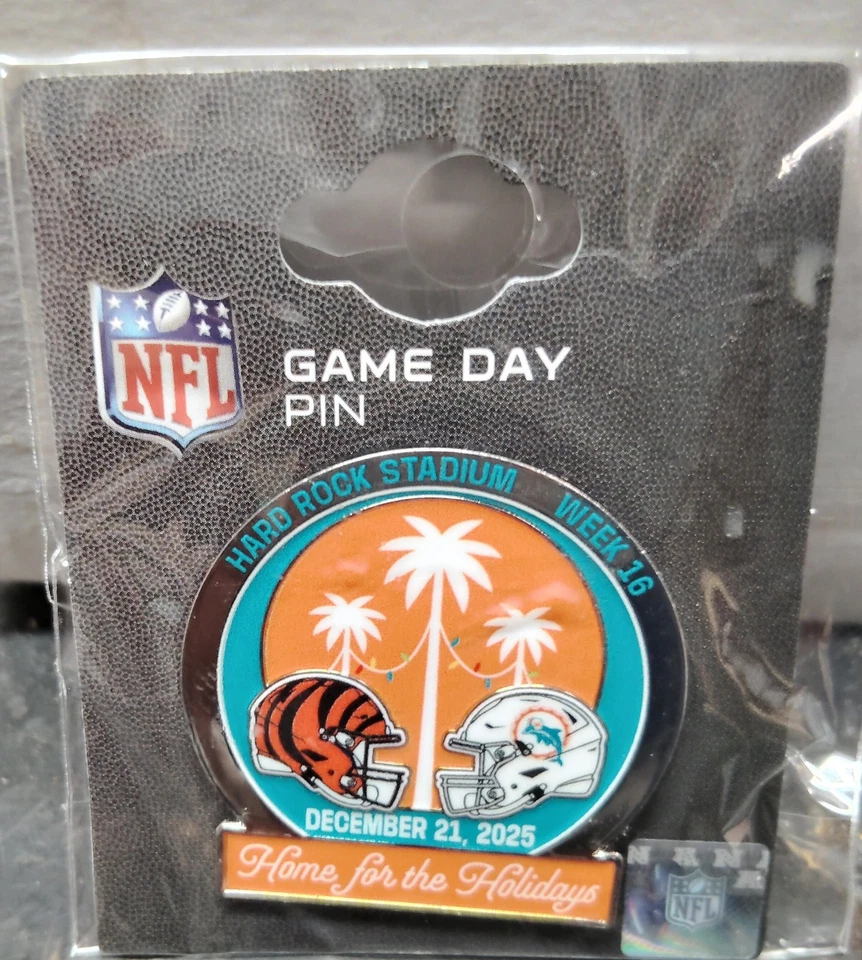 NFL
GAME DAY
PIN
HARD ROCK STADIUM WEEK 16
DECEMBER 21, 2025
Home for the Holidays
NFL